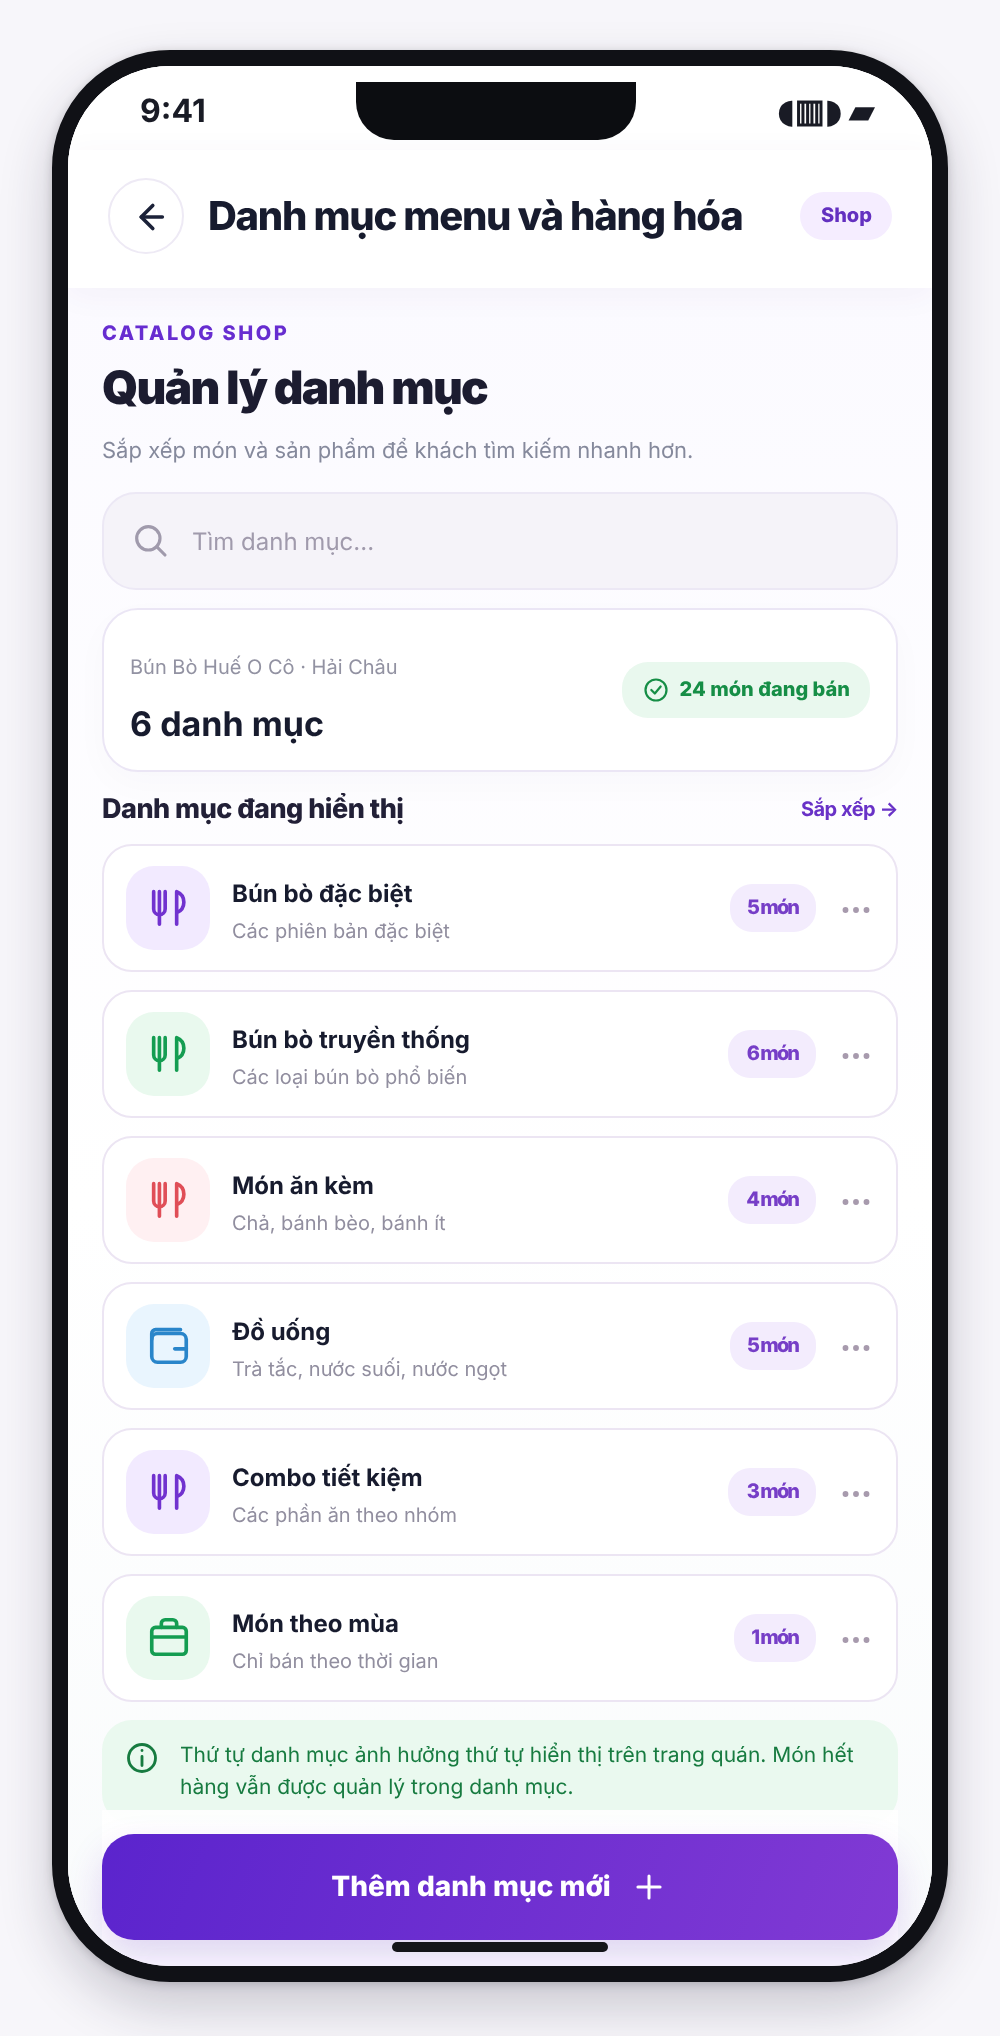 9:41
Danh mục menu và hàng hóa
Shop
CATALOG SHOP
Quản lý danh mục
Sắp xếp món và sản phẩm để khách tìm kiếm nhanh hơn.
Tìm danh mục...
Bún Bò Huế O Cô · Hải Châu
6 danh mục
24 món đang bán
Danh mục đang hiển thị
Sắp xếp →
Bún bò đặc biệt
Các phiên bản đặc biệt
5món
Bún bò truyền thống
Các loại bún bò phổ biến
6món
Món ăn kèm
Chả, bánh bèo, bánh ít
4món
Đồ uống
Trà tắc, nước suối, nước ngọt
5món
Combo tiết kiệm
Các phần ăn theo nhóm
3món
Món theo mùa
Chỉ bán theo thời gian
1món
Thứ tự danh mục ảnh hưởng thứ tự hiển thị trên trang quán. Món hết
hàng vẫn được quản lý trong danh mục.
Thêm danh mục mới